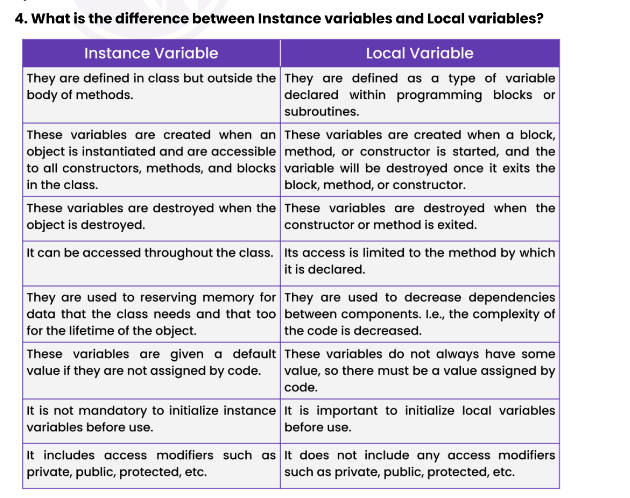 4. What is the difference between Instance variables and Local variables?
Instance Variable
Local Variable
They are defined in class but outside the
body of methods.
They are defined as a type of variable
declared within programming blocks or
subroutines.
These variables are created when an
object is instantiated and are accessible
to all constructors, methods, and blocks
in the class.
These variables are created when a block,
method, or constructor is started, and the
variable will be destroyed once it exits the
block, method, or constructor.
These variables are destroyed when the
object is destroyed.
These variables are destroyed when the
constructor or method is exited.
It can be accessed throughout the class.
Its access is limited to the method by which
it is declared.
They are used to reserving memory for
data that the class needs and that too
for the lifetime of the object.
They are used to decrease dependencies
between components. I.e., the complexity of
the code is decreased.
These variables are given a default
value if they are not assigned by code.
These variables do not always have some
value, so there must be a value assigned by
code.
It is not mandatory to initialize instance
variables before use.
It is important to initialize local variables
before use.
It includes access modifiers such as
private, public, protected, etc.
It does not include any access modifiers
such as private, public, protected, etc.